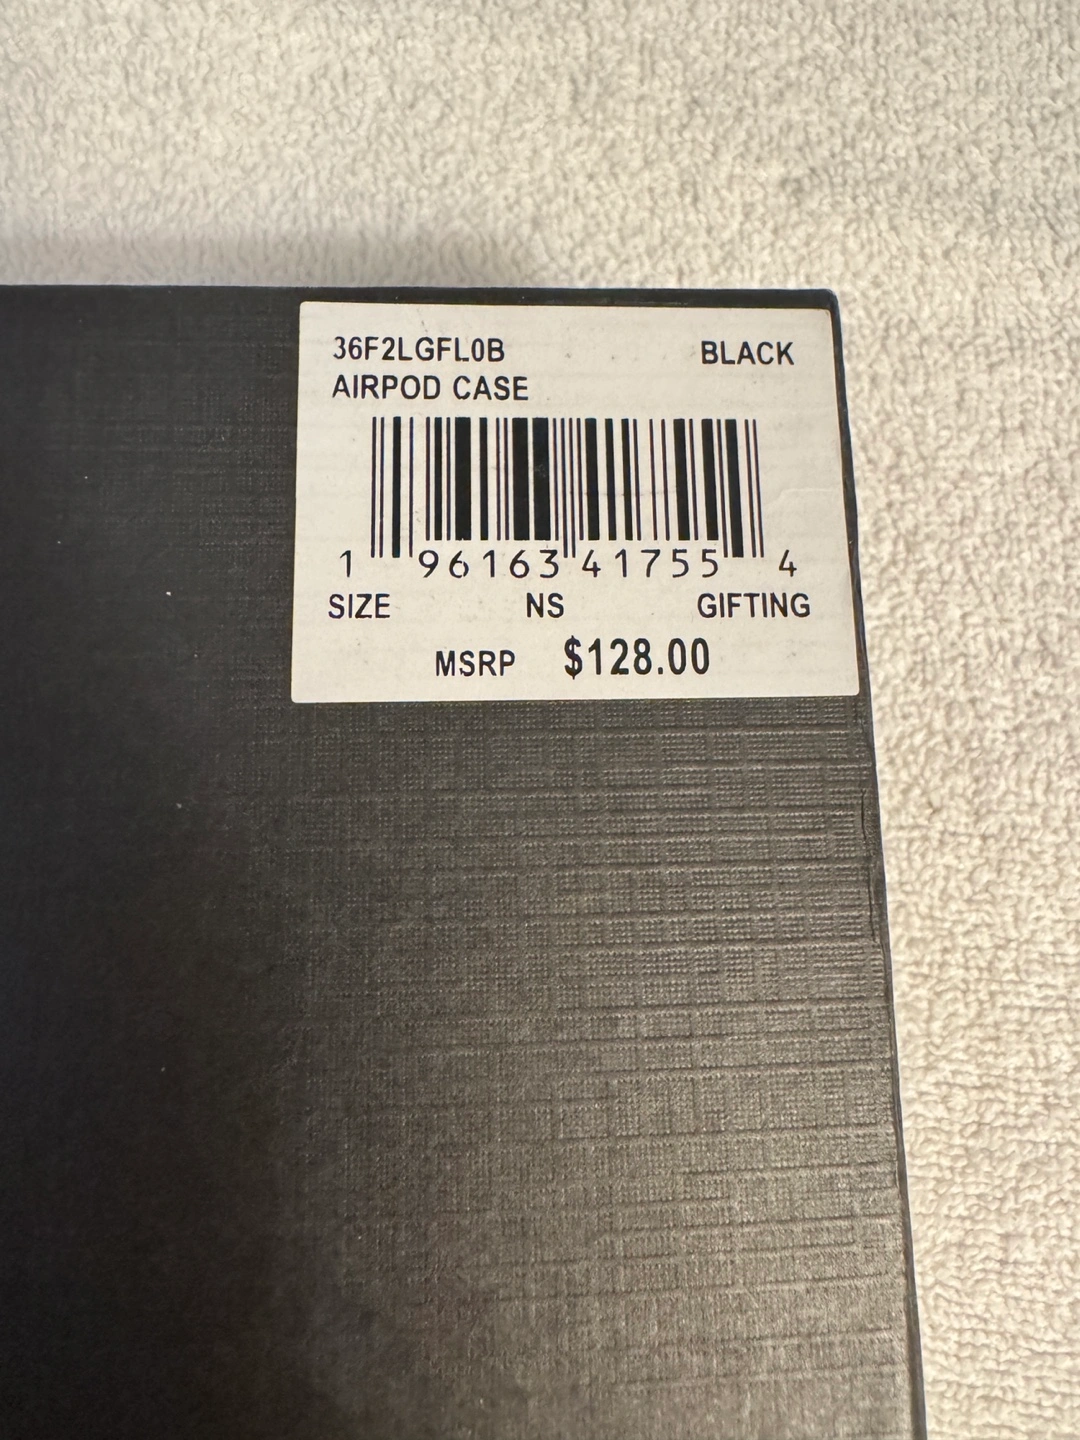 36F2LGFL0B BLACK
AIRPOD CASE
1 96163 41755 4
SIZE NS GIFTING
MSRP $128.00